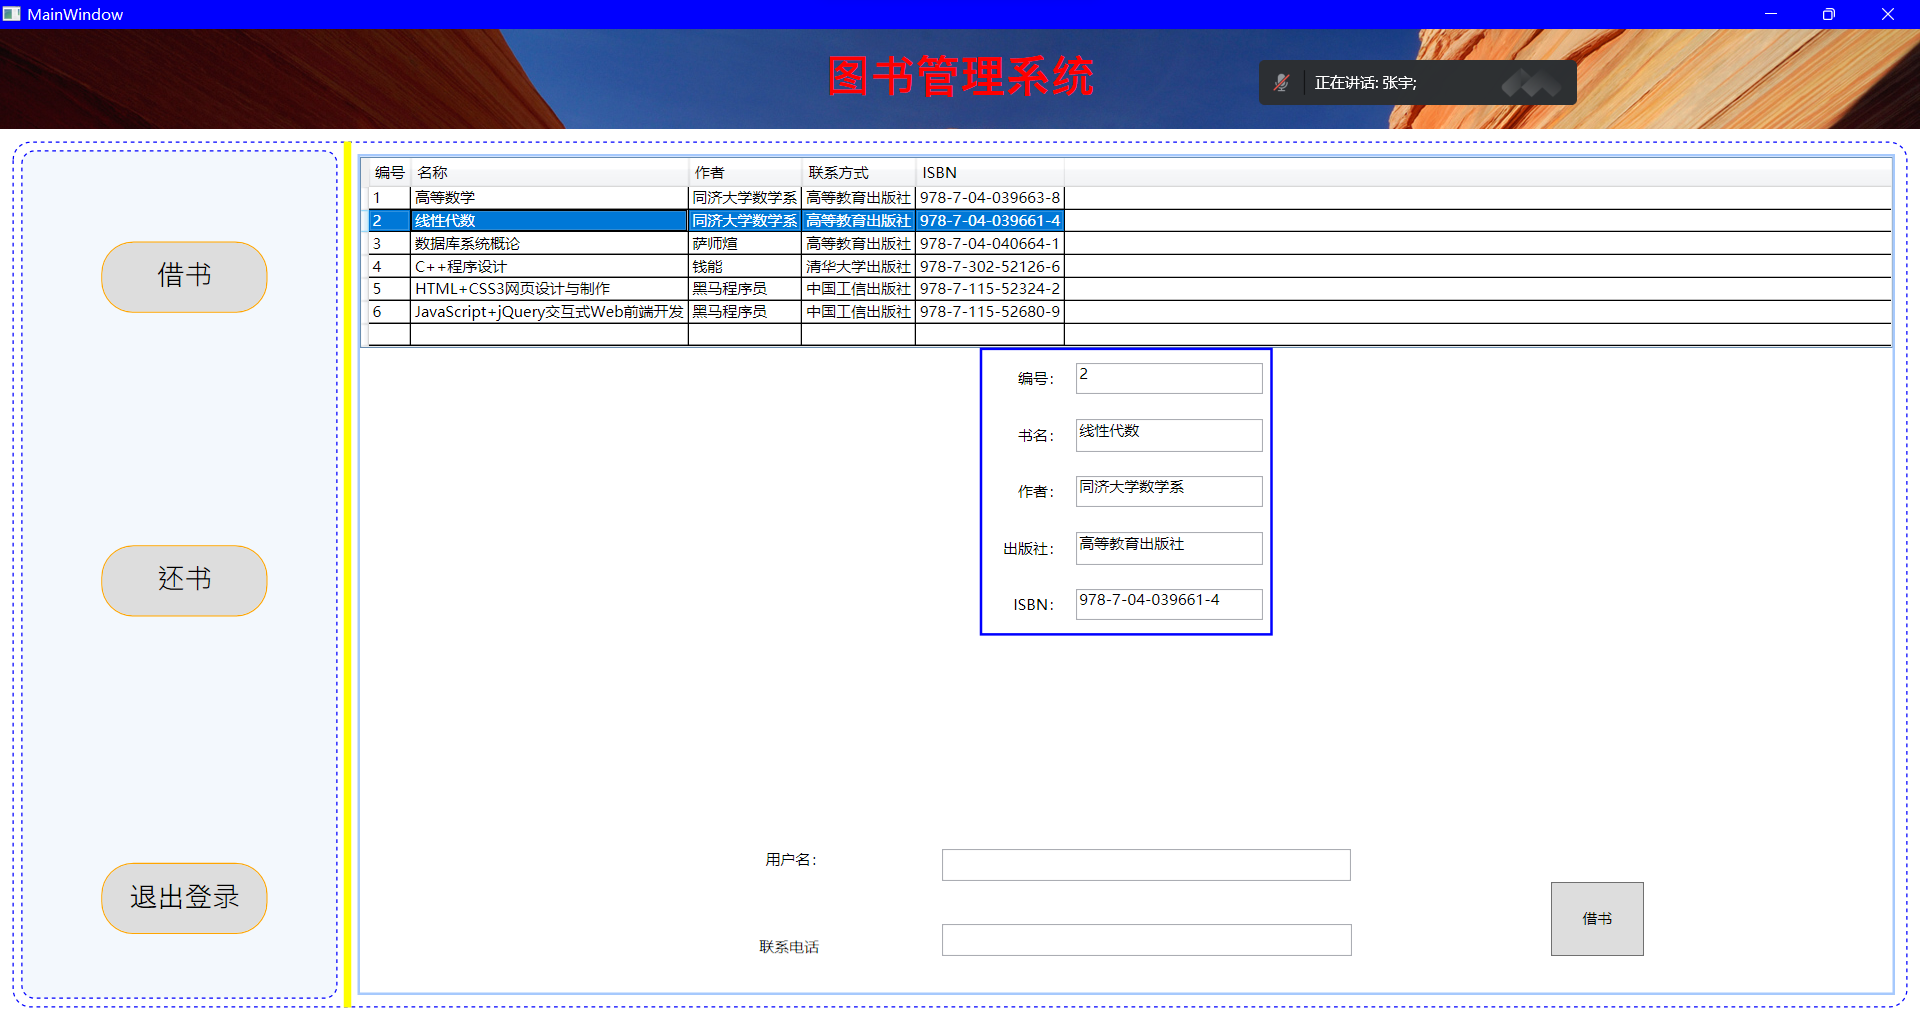 MainWindow
图书管理系统
正在讲话: 张宇;
编号 名称 作者 联系方式 ISBN
1 高等数学 同济大学数学系 高等教育出版社 978-7-04-039663-8
2 线性代数 同济大学数学系 高等教育出版社 978-7-04-039661-4
3 数据库系统概论 萨师煊 高等教育出版社 978-7-04-040664-1
4 C++程序设计 钱能 清华大学出版社 978-7-302-52126-6
5 HTML+CSS3网页设计与制作 黑马程序员 中国工信出版社 978-7-115-52324-2
6 JavaScript+jQuery交互式Web前端开发 黑马程序员 中国工信出版社 978-7-115-52680-9
借书
还书
退出登录
编号: 2
书名: 线性代数
作者: 同济大学数学系
出版社: 高等教育出版社
ISBN: 978-7-04-039661-4
用户名:
联系电话
借书